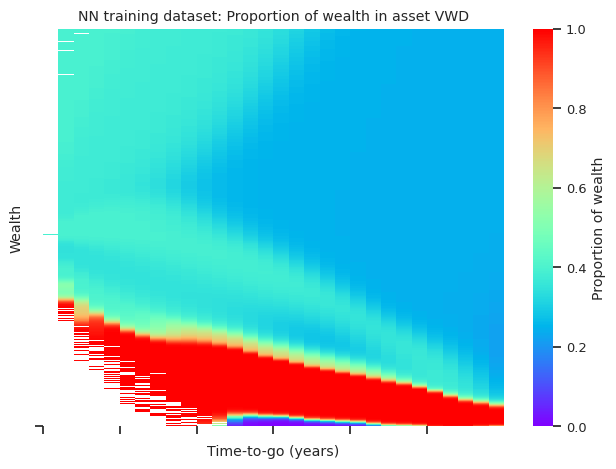 NN training dataset: Proportion of wealth in asset VWD
1.0
0.8
0.6
0.4
0.2
0.0
Proportion of wealth
Wealth
Time-to-go (years)